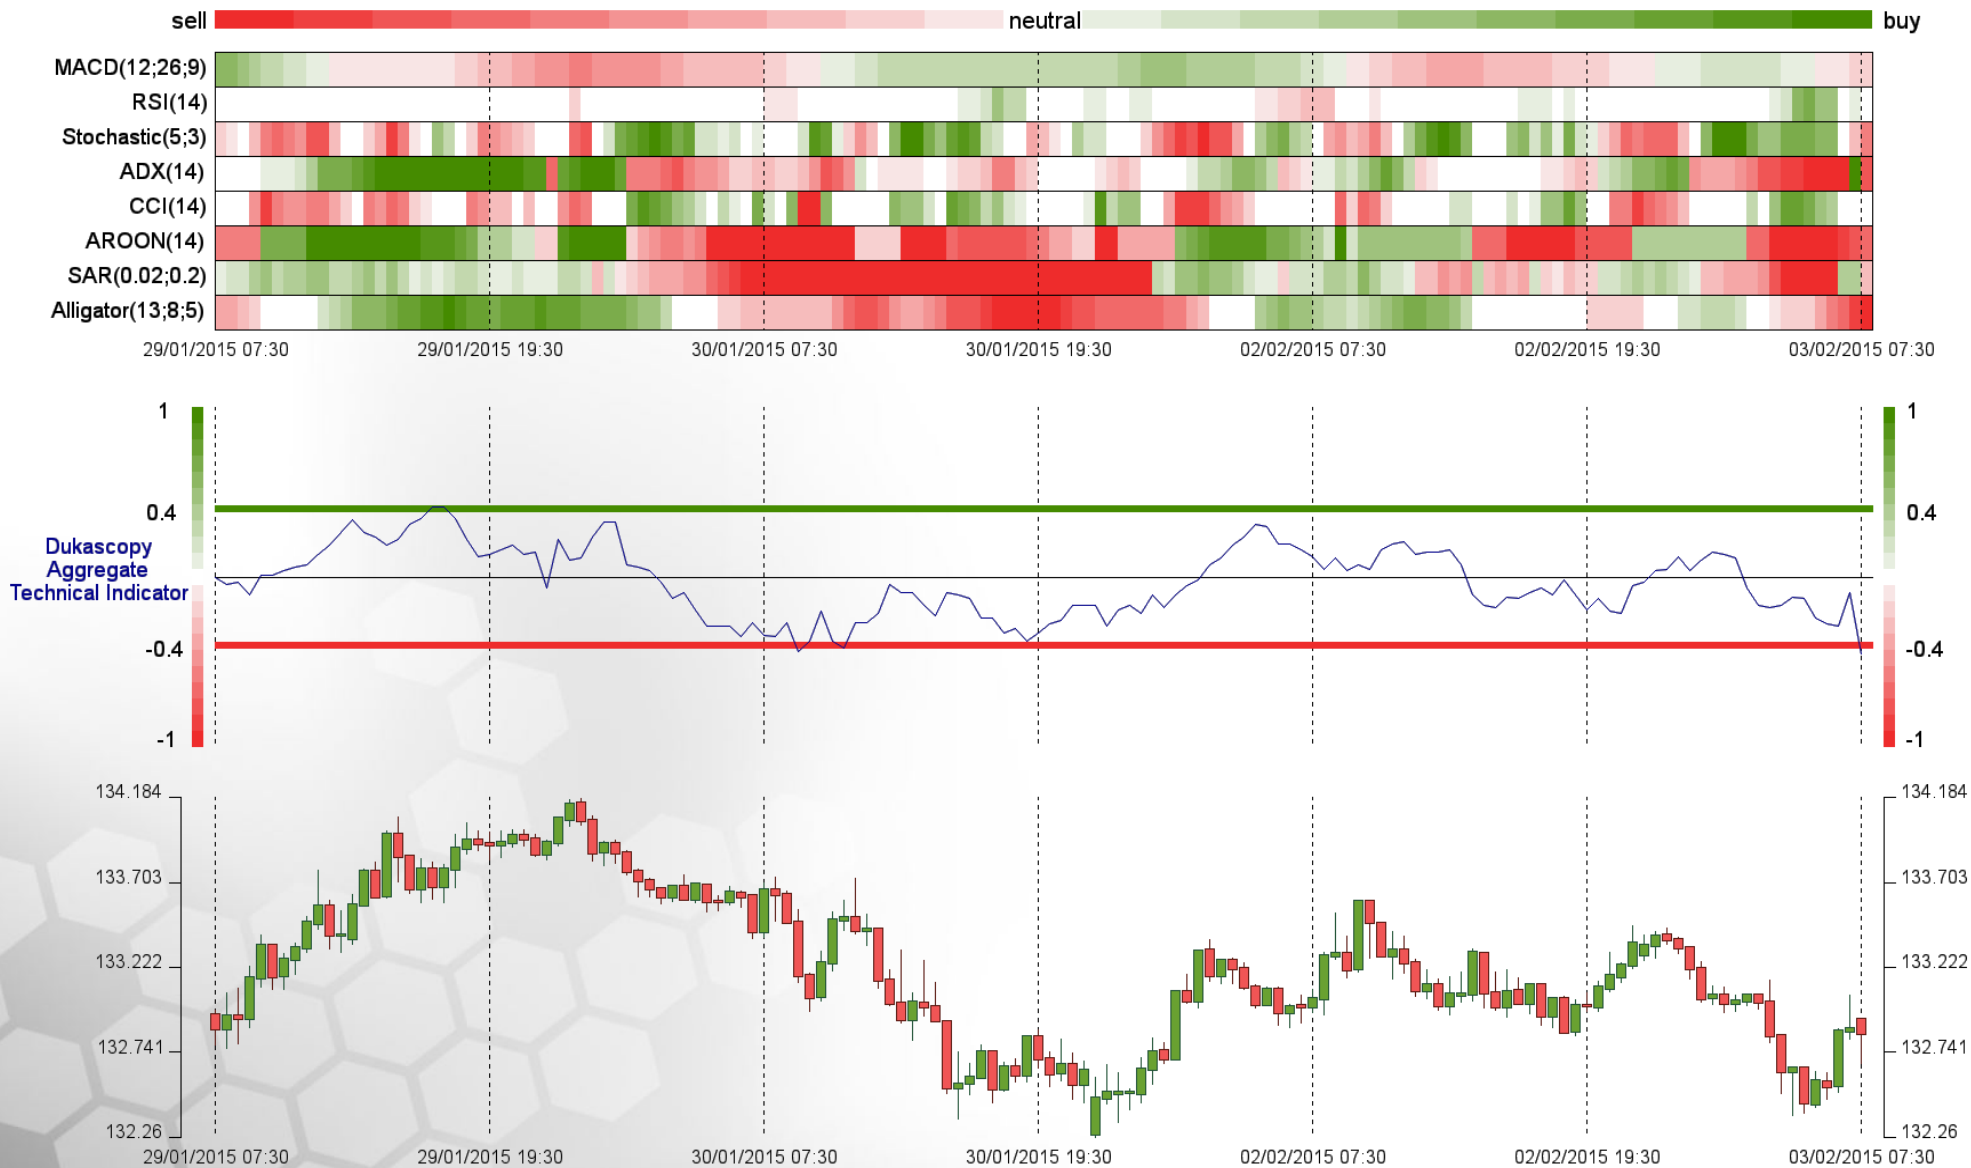 sell neutral buy
MACD(12;26;9)
RSI(14)
Stochastic(5;3)
ADX(14)
CCI(14)
AROON(14)
SAR(0.02;0.2)
Alligator(13;8;5)
29/01/2015 07:30 29/01/2015 19:30 30/01/2015 07:30 30/01/2015 19:30 02/02/2015 07:30 02/02/2015 19:30 03/02/2015 07:30
1 1
0.4 0.4
Dukascopy
Aggregate
Technical Indicator
-0.4 -0.4
-1 -1
134.184 134.184
133.703 133.703
133.222 133.222
132.741 132.741
132.26 132.26
29/01/2015 07:30 29/01/2015 19:30 30/01/2015 07:30 30/01/2015 19:30 02/02/2015 07:30 02/02/2015 19:30 03/02/2015 07:30